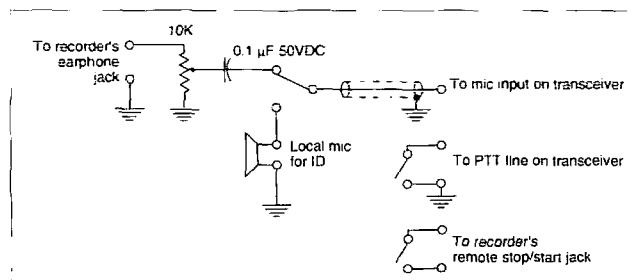 10K
To recorder's
earphone
jack
0.1 µF 50VDC
To mic input on transceiver
Local mic
for ID
To PTT line on transceiver
To recorder's
remote stop/start jack